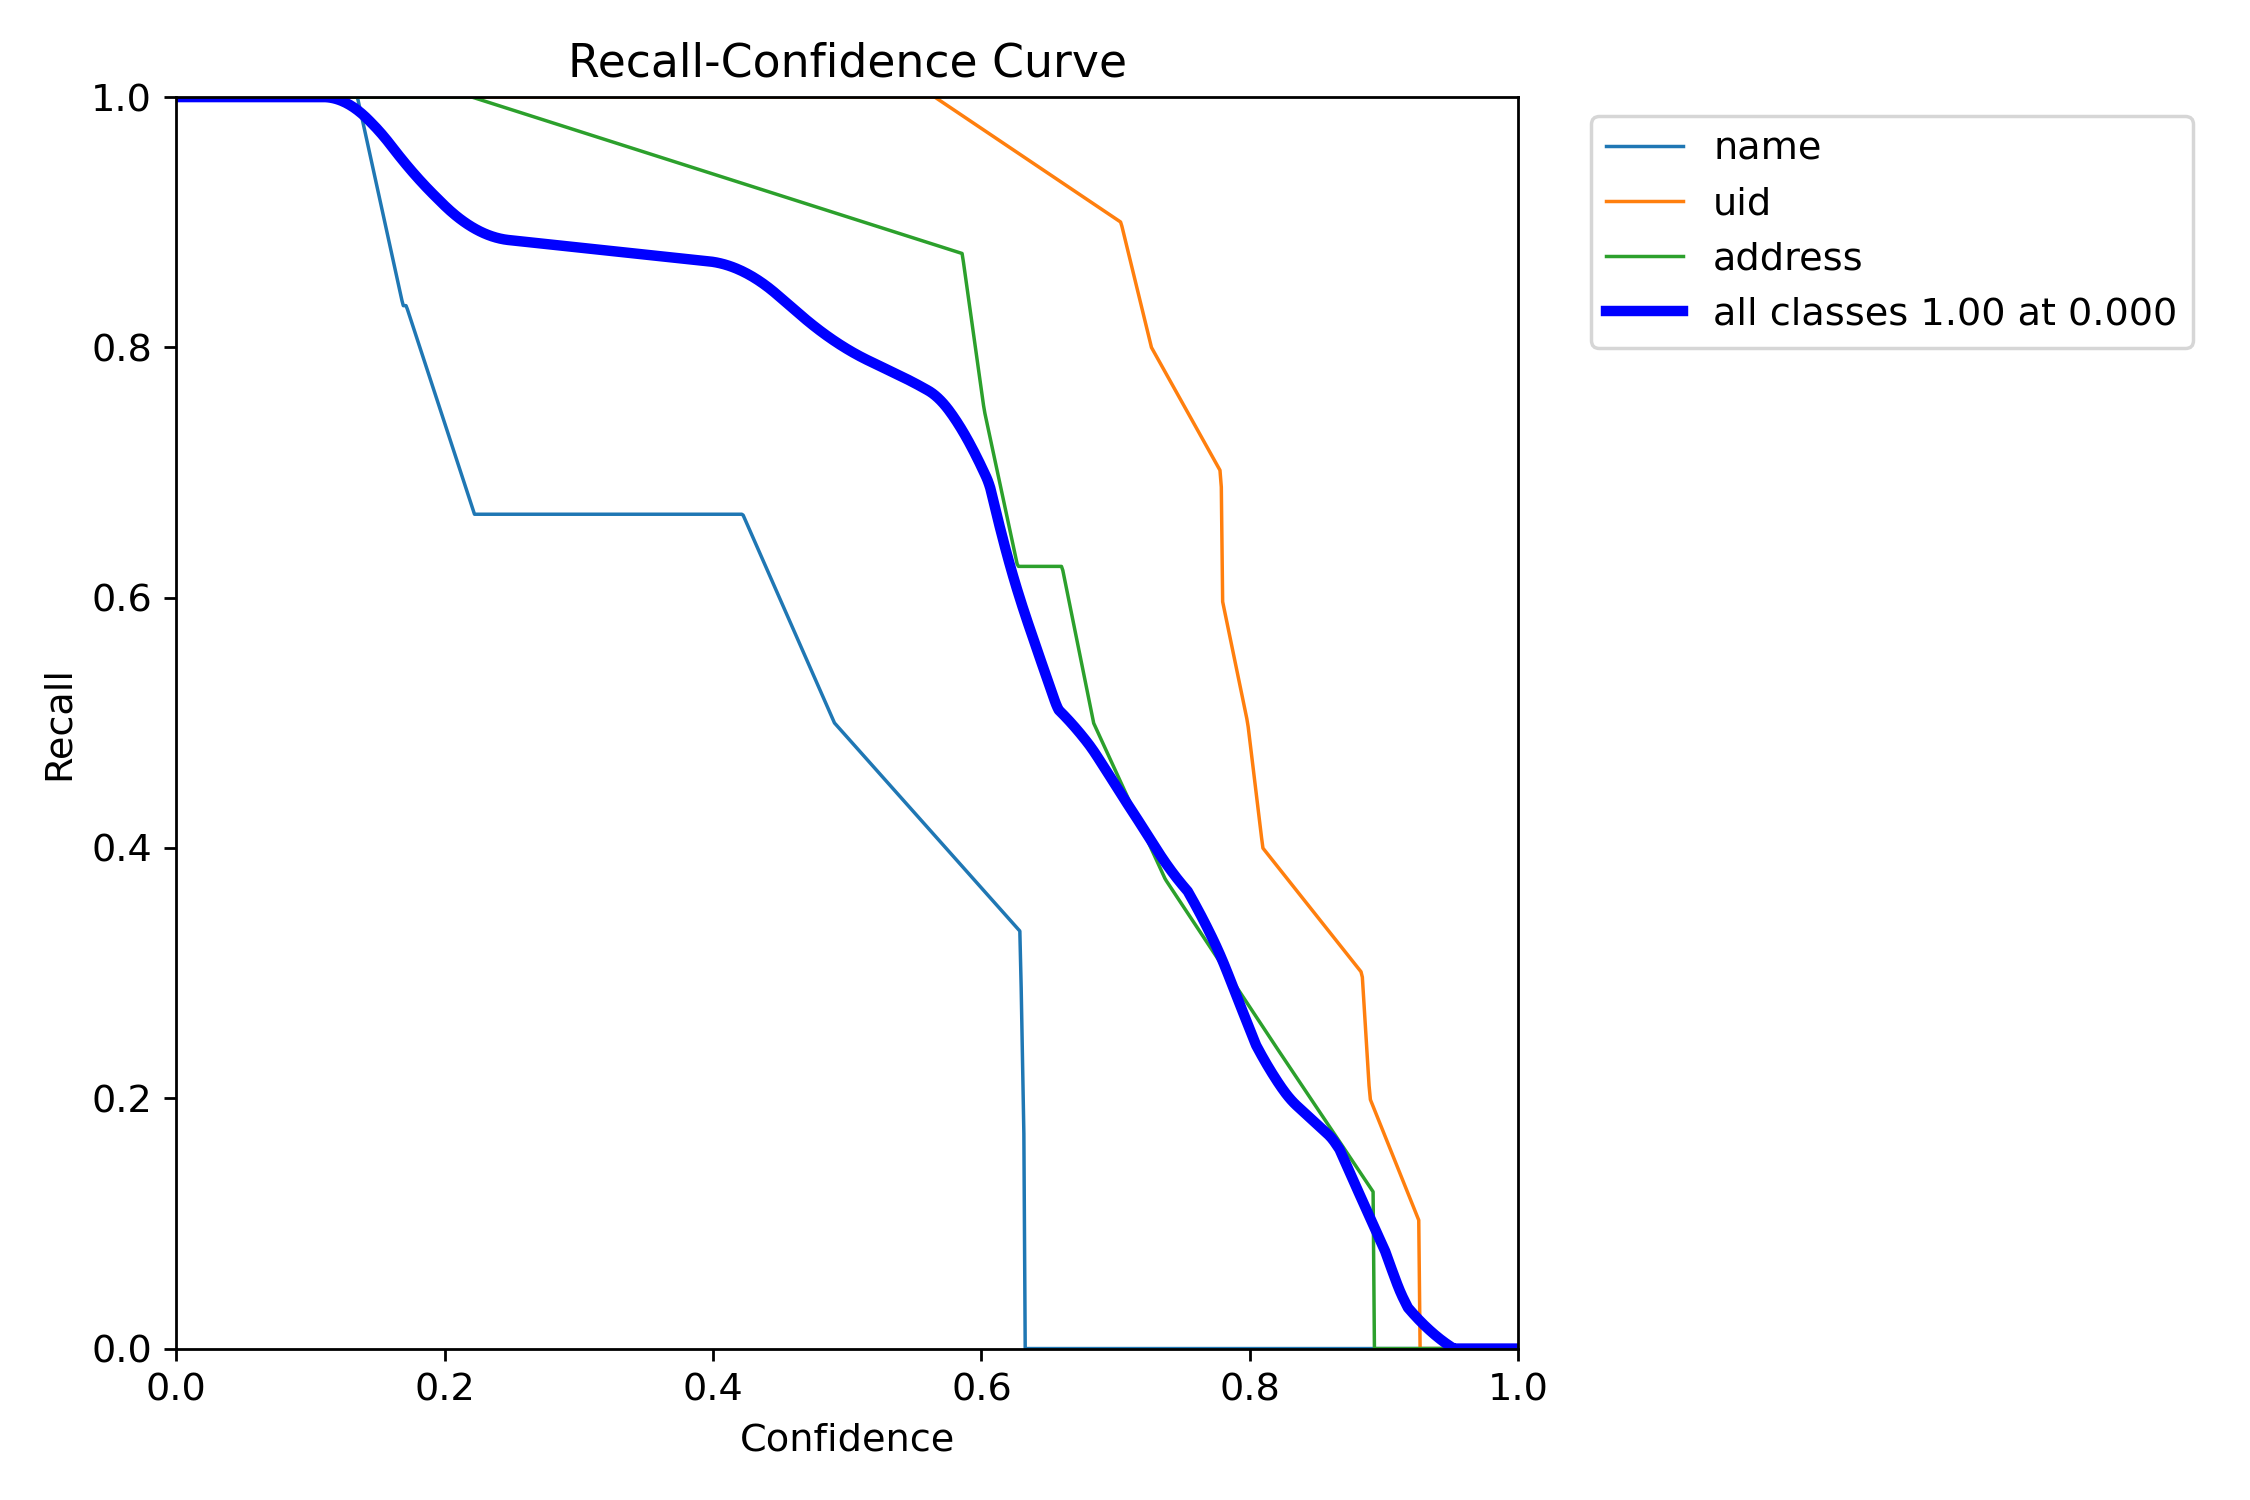 Recall-Confidence Curve
1.0
0.8
0.6
0.4
0.2
0.0
Recall
0.0 0.2 0.4 0.6 0.8 1.0
Confidence
name
uid
address
all classes 1.00 at 0.000